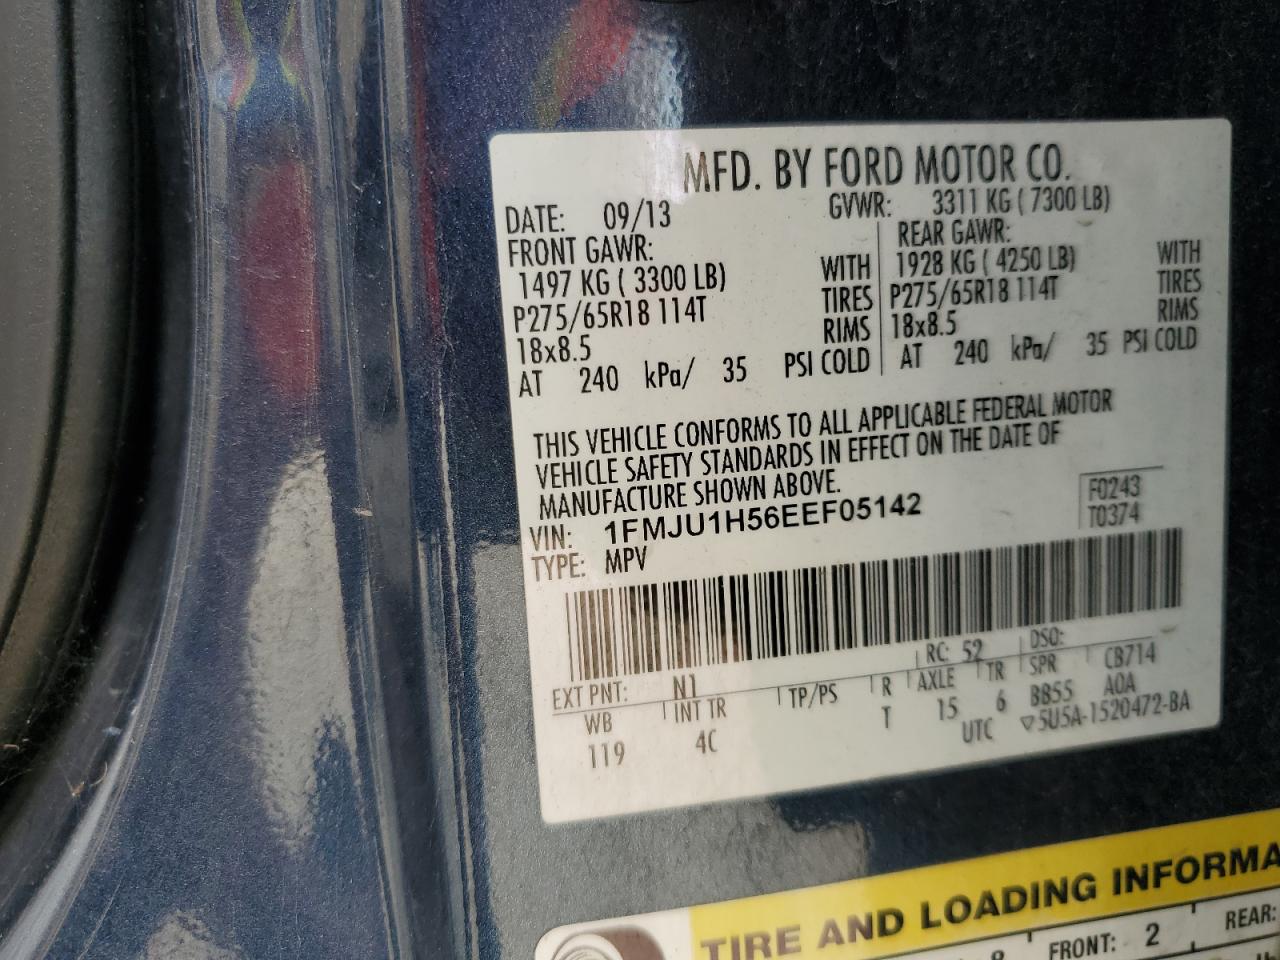 MFD. BY FORD MOTOR CO.
DATE: 09/13 GVWR: 3311 KG ( 7300 LB)
FRONT GAWR: REAR GAWR:
1497 KG ( 3300 LB) WITH 1928 KG ( 4250 LB) WITH
P275/65R18 114T TIRES P275/65R18 114T TIRES
18x8.5 RIMS 18x8.5 RIMS
AT 240 kPa/ 35 PSI COLD AT 240 kPa/ 35 PSI COLD
THIS VEHICLE CONFORMS TO ALL APPLICABLE FEDERAL MOTOR
VEHICLE SAFETY STANDARDS IN EFFECT ON THE DATE OF
MANUFACTURE SHOWN ABOVE.
VIN: 1FMJU1H56EEF05142 F0243
TYPE: MPV T0374
EXT PNT: N1 RC: 52 DSO:
WB INT TR TP/PS R AXLE TR SPR CB714
119 4C T 15 6 BB55 AOA
UTC ▽5U5A-1520472-BA
TIRE AND LOADING INFORMA
FRONT: 2 REAR: